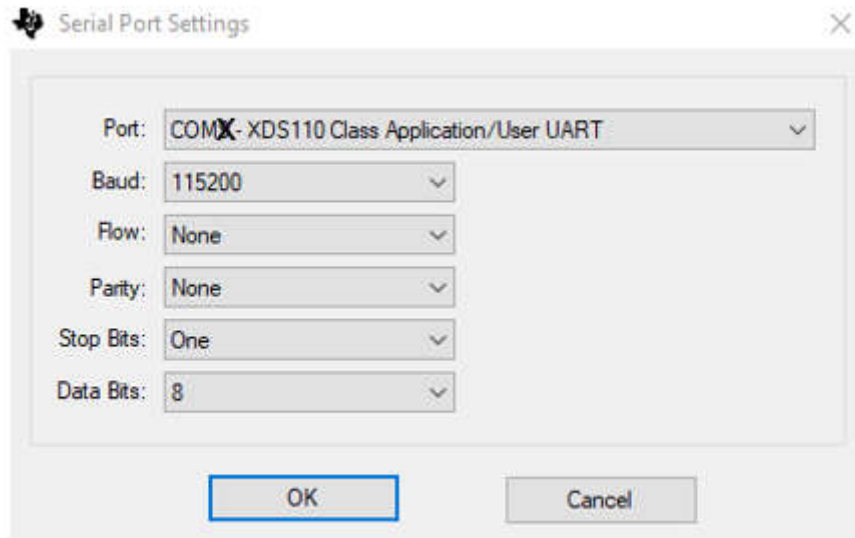 Serial Port Settings
Port: COMX - XDS110 Class Application/User UART
Baud: 115200
Flow: None
Parity: None
Stop Bits: One
Data Bits: 8
OK Cancel